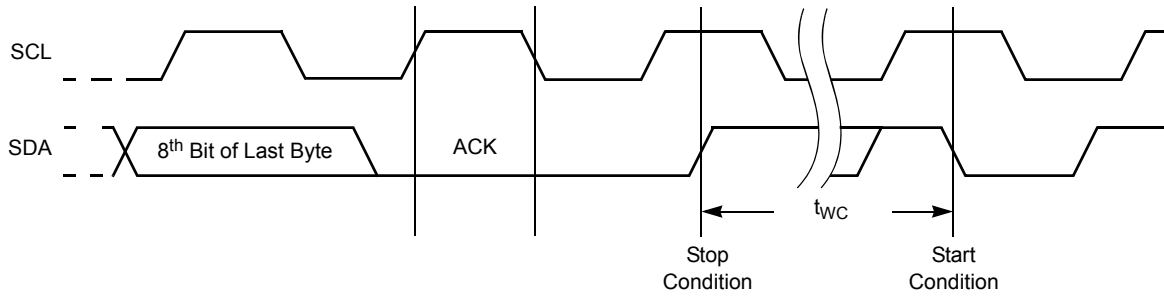 SCL
SDA
8th Bit of Last Byte
ACK
tWC
Stop
Condition
Start
Condition